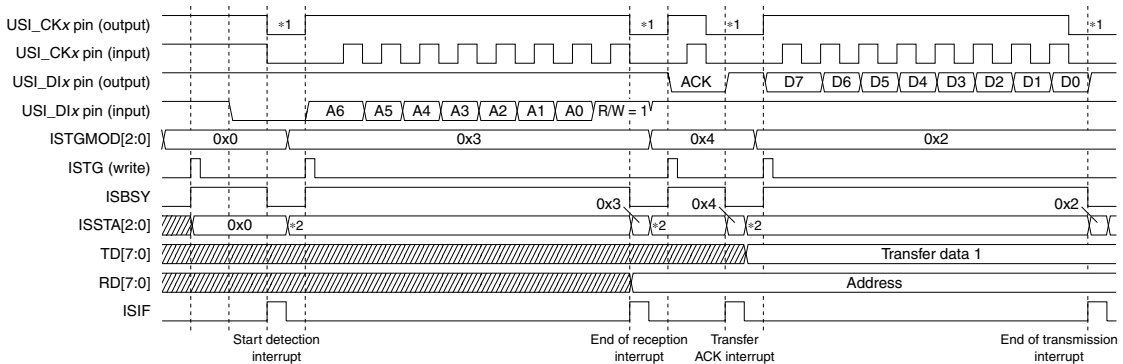 USI_CKx pin (output) *1 *1 *1 *1
USI_CKx pin (input)
USI_DIx pin (output) ACK D7 D6 D5 D4 D3 D2 D1 D0
USI_DIx pin (input) A6 A5 A4 A3 A2 A1 A0 R/W = 1
ISTGMOD[2:0] 0x0 0x3 0x4 0x2
ISTG (write)
ISBSY
0x3 0x4 0x2
ISSTA[2:0] 0x0 *2 *2 *2
TD[7:0] Transfer data 1
RD[7:0] Address
ISIF
Start detection interrupt
End of reception interrupt
Transfer ACK interrupt
End of transmission interrupt